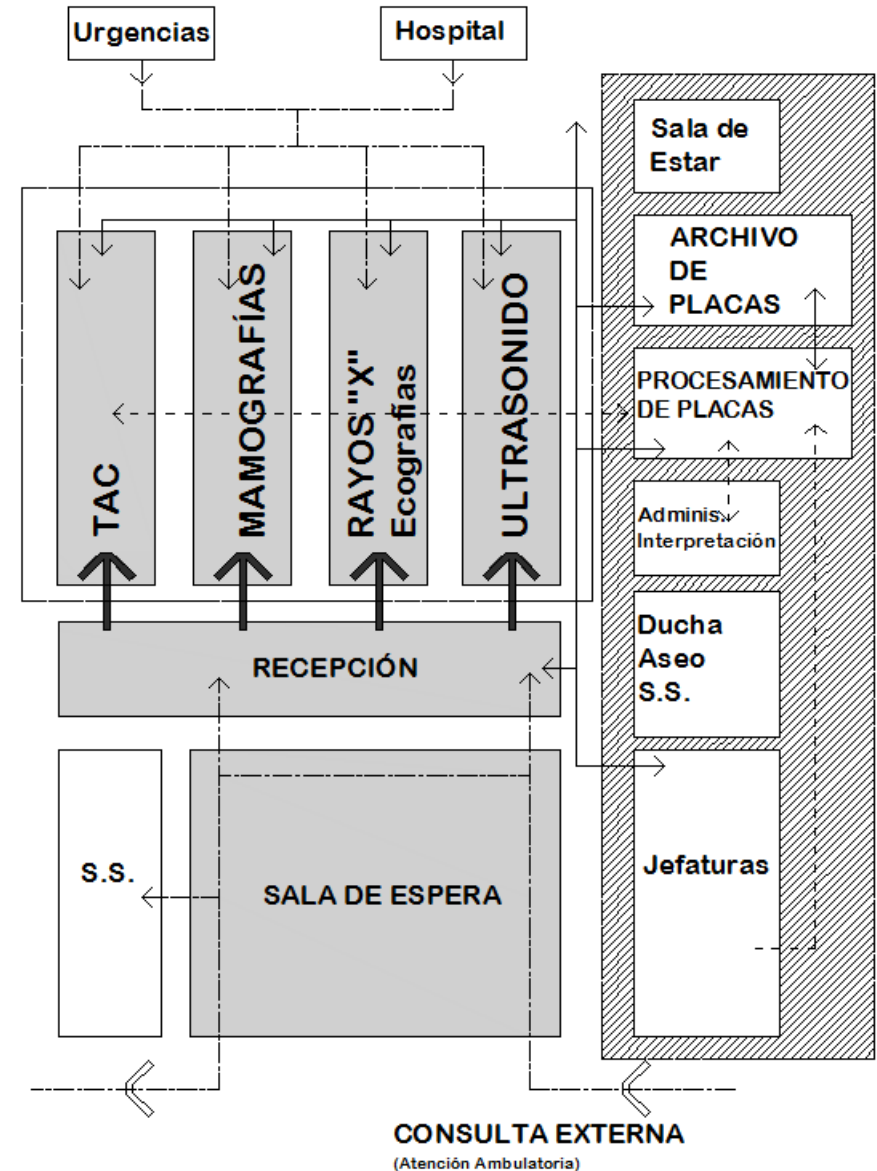 Urgencias
Hospital
Sala de
Estar
ARCHIVO
DE
PLACAS
PROCESAMIENTO
DE PLACAS
Adminis.
Interpretación
Ducha
Aseo
S.S.
Jefaturas
TAC
MAMOGRAFÍAS
RAYOS "X"
Ecografías
ULTRASONIDO
RECEPCIÓN
S.S.
SALA DE ESPERA
CONSULTA EXTERNA
(Atención Ambulatoria)